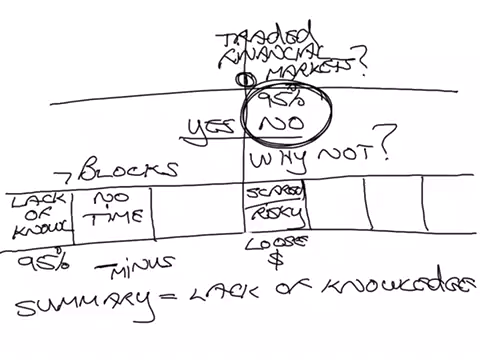 TRADED
FINANCIAL
MARKETS?
95%
YES NO
WHY NOT?
BLOCKS
LACK OF KNOW NO TIME SCARED RISKY
95% - MINUS LOOSE $
SUMMARY = LACK OF KNOWLEDGE